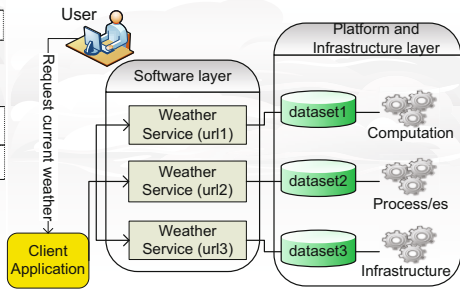 User
Platform and
Infrastructure layer
Software layer
Request current weather
Weather
Service (url1)
dataset1
Computation
Weather
Service (url2)
dataset2
Process/es
Weather
Service (url3)
dataset3
Infrastructure
Client
Application